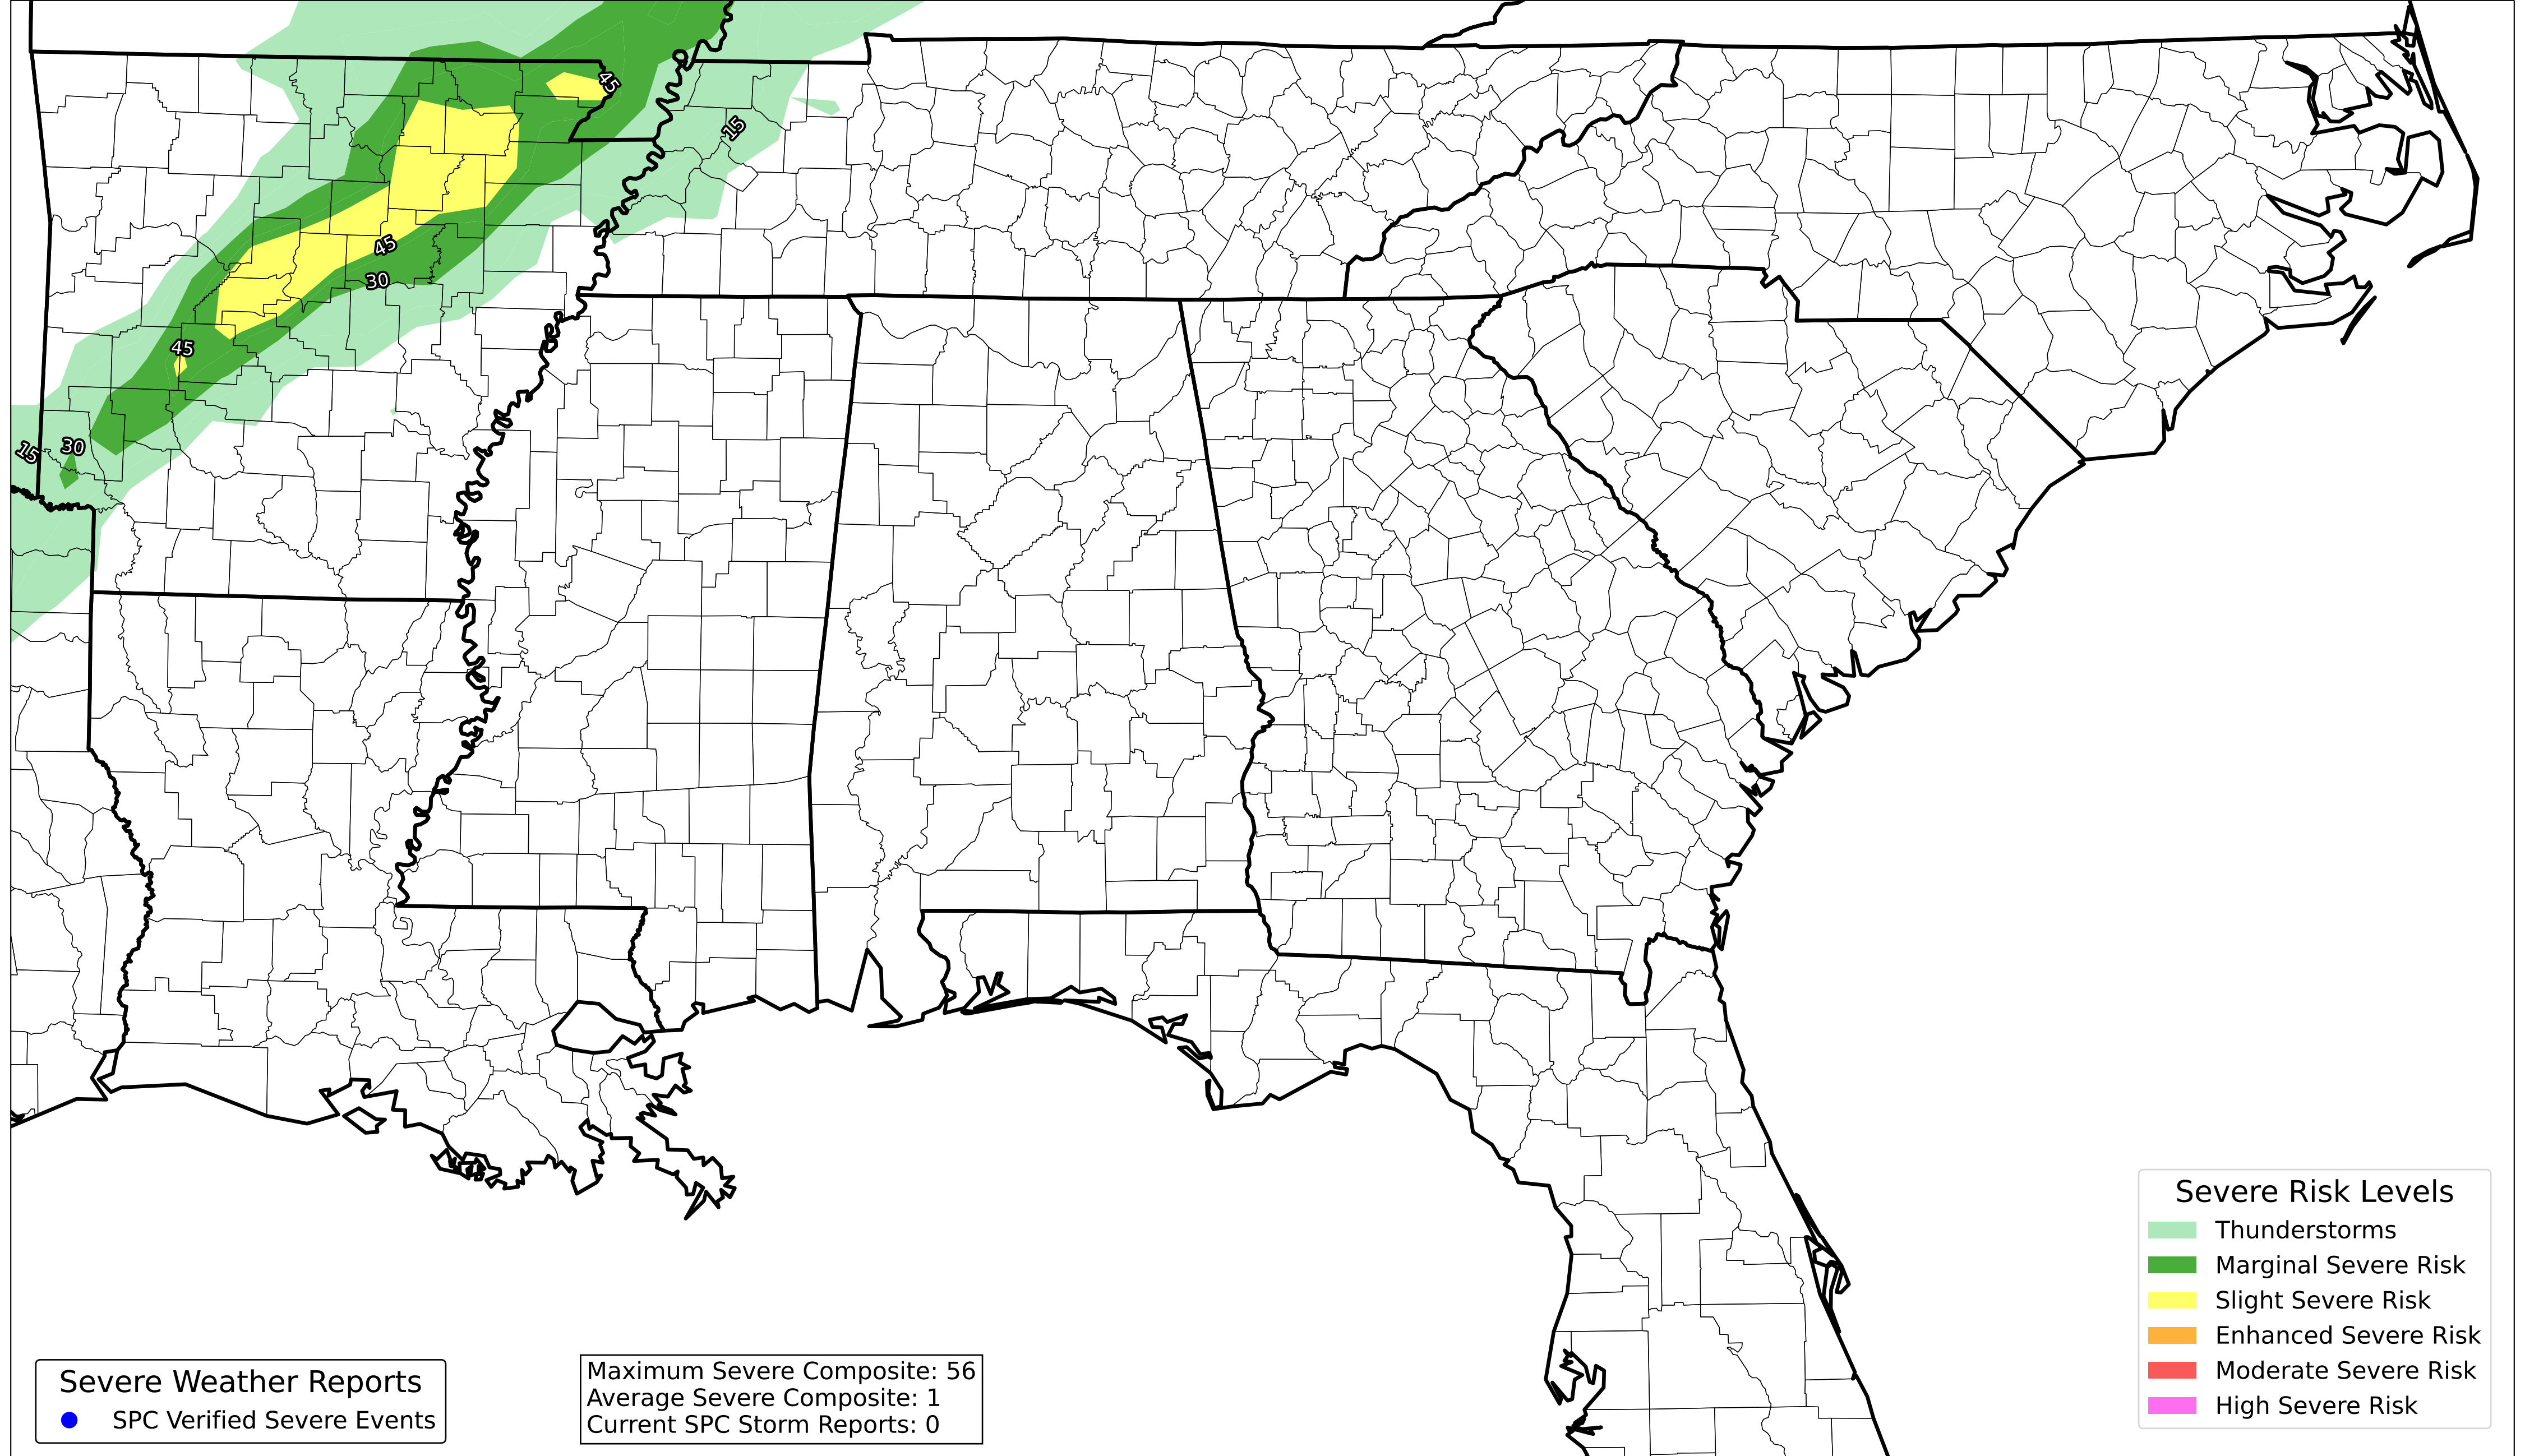 45
15
45
30
45
30
15
Severe Risk Levels
Thunderstorms
Marginal Severe Risk
Slight Severe Risk
Enhanced Severe Risk
Moderate Severe Risk
High Severe Risk
Severe Weather Reports
SPC Verified Severe Events
Maximum Severe Composite: 56
Average Severe Composite: 1
Current SPC Storm Reports: 0